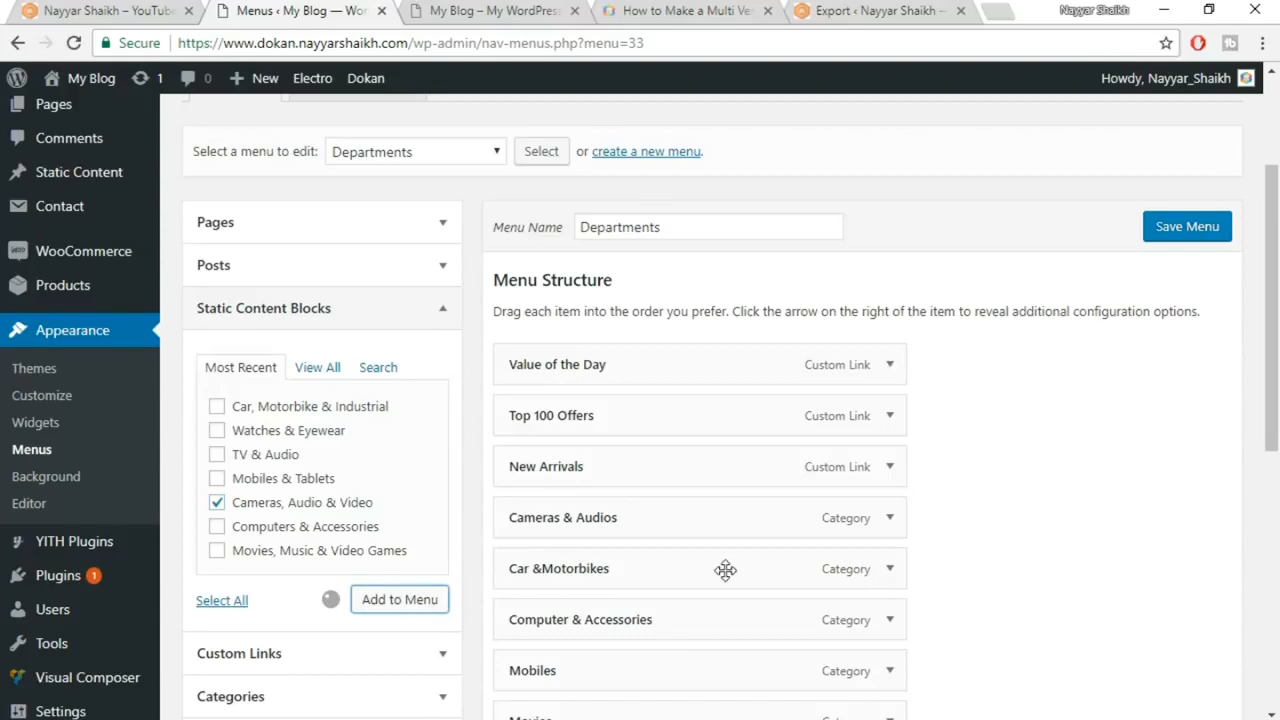 Nayyar Shaikh – YouTube
Menus ‹ My Blog — Wor
My Blog – My WordPress
How to Make a Multi Ve
Export ‹ Nayyar Shaikh —
Nayyar Shaikh
Secure
https://www.dokan.nayyarshaikh.com/wp-admin/nav-menus.php?menu=33
My Blog
1
0
New
Electro
Dokan
Howdy, Nayyar_Shaikh
Pages
Comments
Static Content
Contact
WooCommerce
Products
Appearance
Themes
Customize
Widgets
Menus
Background
Editor
YITH Plugins
Plugins 1
Users
Tools
Visual Composer
Settings
Select a menu to edit: Departments Select or create a new menu.
Pages
Posts
Static Content Blocks
Most Recent View All Search
Car, Motorbike & Industrial
Watches & Eyewear
TV & Audio
Mobiles & Tablets
Cameras, Audio & Video
Computers & Accessories
Movies, Music & Video Games
Select All Add to Menu
Custom Links
Categories
Menu Name Departments Save Menu
Menu Structure
Drag each item into the order you prefer. Click the arrow on the right of the item to reveal additional configuration options.
Value of the Day Custom Link
Top 100 Offers Custom Link
New Arrivals Custom Link
Cameras & Audios Category
Car &Motorbikes Category
Computer & Accessories Category
Mobiles Category